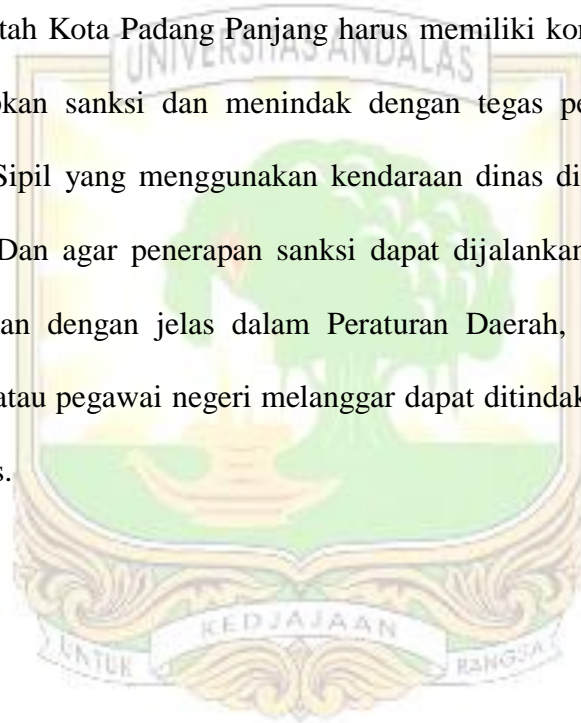 tah Kota Padang Panjang harus memiliki kor
UNIVERSITAS ANDALAS
kan sanksi dan menindak dengan tegas pe
Sipil yang menggunakan kendaraan dinas di
Dan agar penerapan sanksi dapat dijalankan
an dengan jelas dalam Peraturan Daerah,
atau pegawai negeri melanggar dapat ditindak
s.
KEDJAJAAN
UNTUK
BANGSA